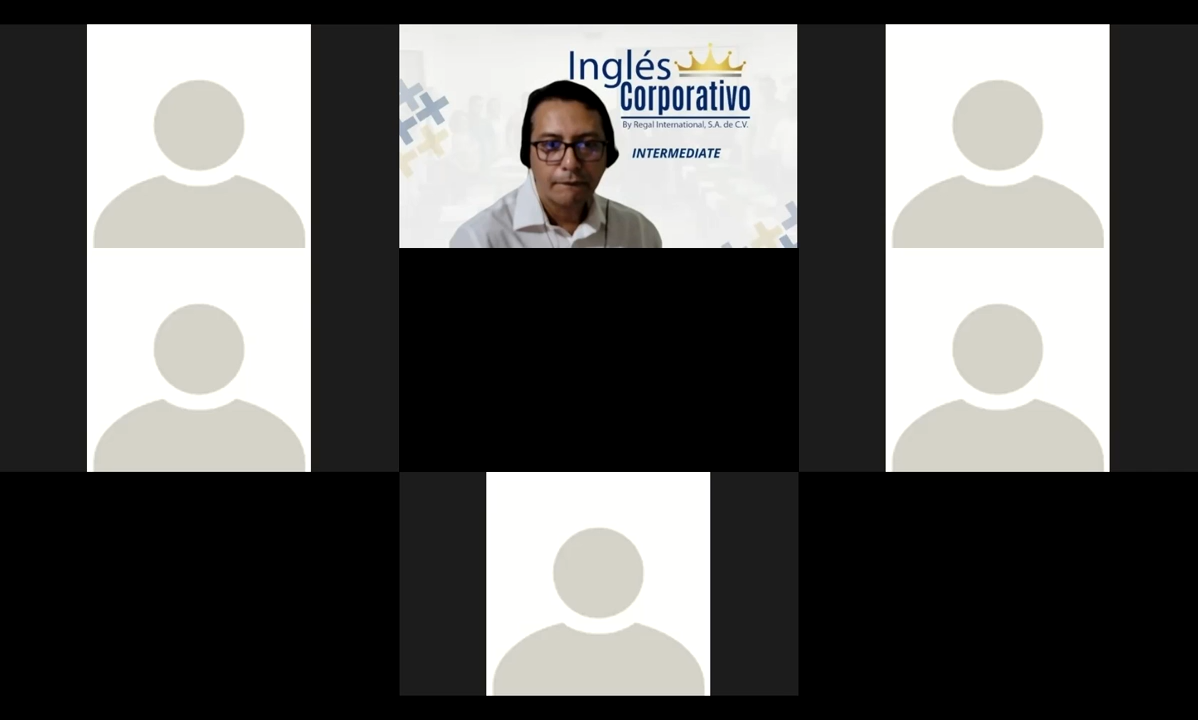 Inglés
Corporativo
By Regal International, S.A. de C.V.
INTERMEDIATE